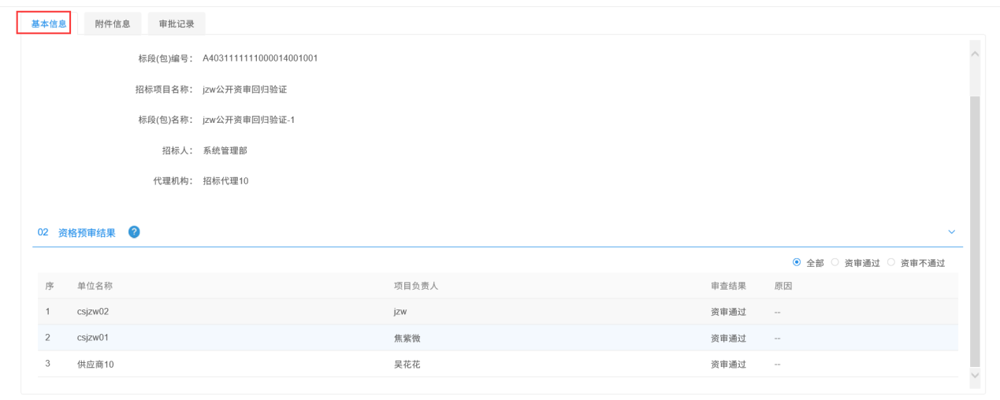 基本信息 附件信息 审批记录
标段(包)编号： A4031111111000014001001
招标项目名称： jzw公开资审回归验证
标段(包)名称： jzw公开资审回归验证-1
招标人： 系统管理部
代理机构： 招标代理10
02 资格预审结果 ?
全部 资审通过 资审不通过
序 单位名称 项目负责人 审查结果 原因
1 csjzw02 jzw 资审通过 --
2 csjzw01 焦紫微 资审通过 --
3 供应商10 吴花花 资审通过 --